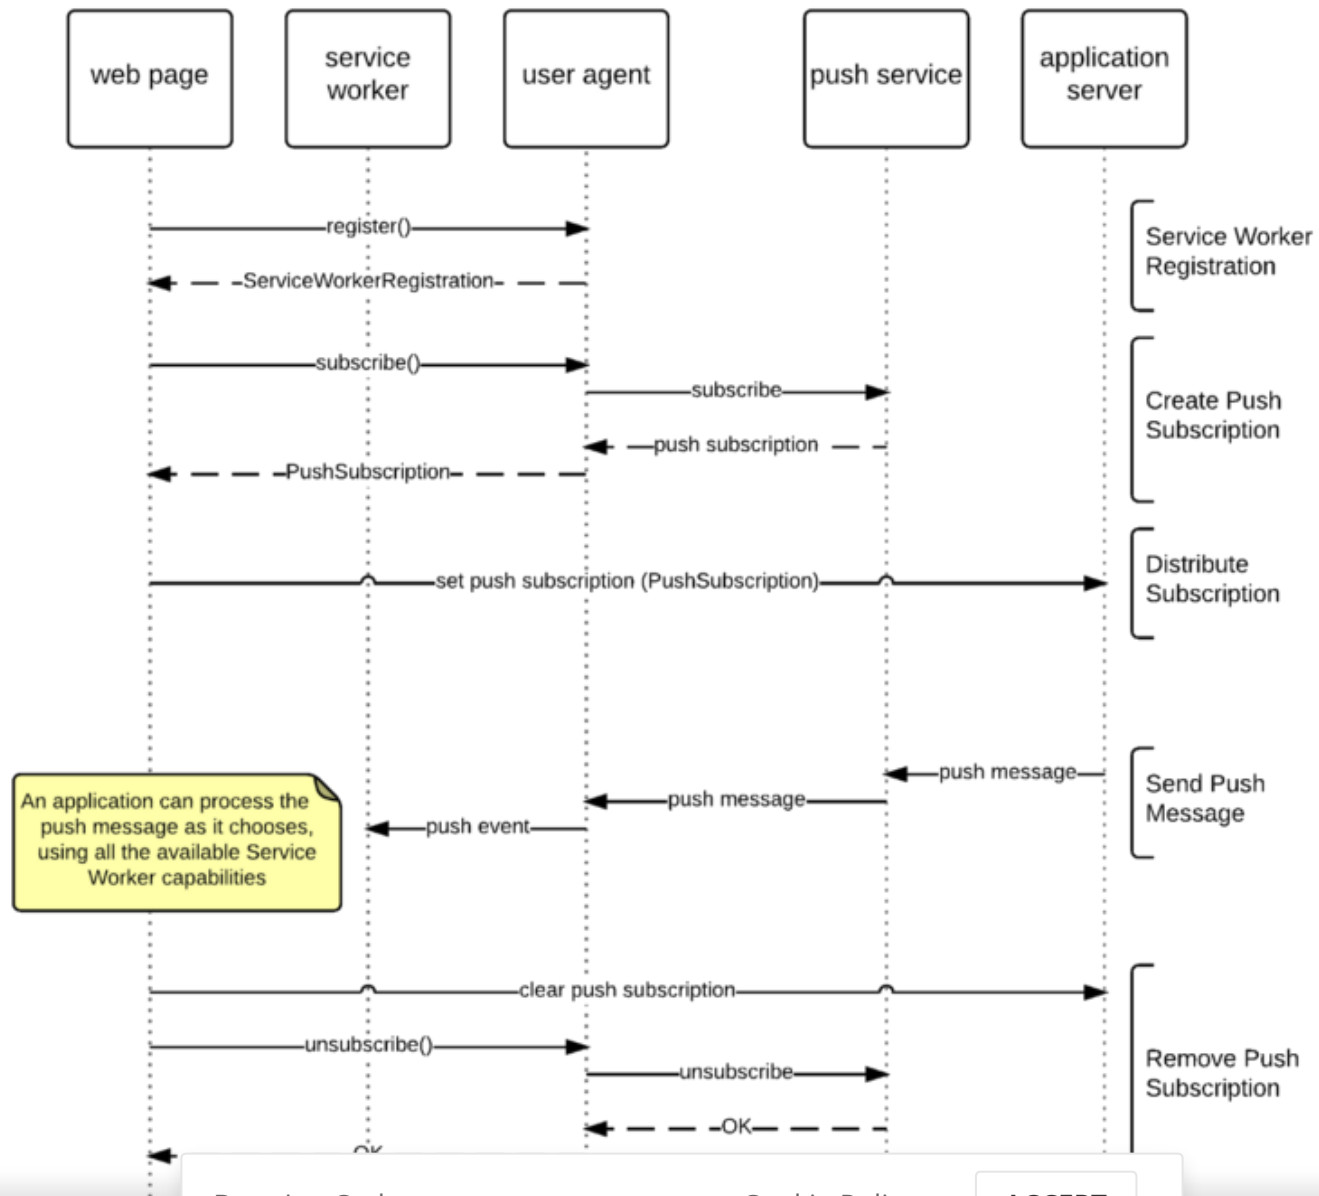 web page
service
worker
user agent
push service
application
server
register()
Service Worker
Registration
ServiceWorkerRegistration
subscribe()
subscribe
Create Push
Subscription
push subscription
PushSubscription
set push subscription (PushSubscription)
Distribute
Subscription
push message
push message
push event
Send Push
Message
An application can process the
push message as it chooses,
using all the available Service
Worker capabilities
clear push subscription
unsubscribe()
unsubscribe
Remove Push
Subscription
OK
OK
ACCEPT